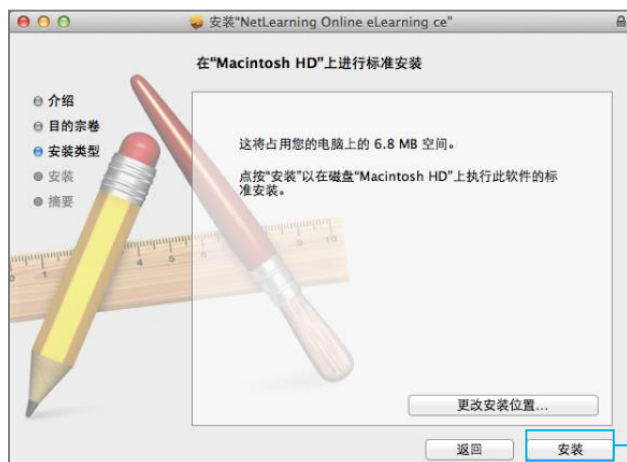 安装“NetLearning Online eLearning ce”
在“Macintosh HD”上进行标准安装
介绍
目的宗卷
安装类型
安装
摘要
这将占用您的电脑上的 6.8 MB 空间。
点按“安装”以在磁盘“Macintosh HD”上执行此软件的标
准安装。
更改安装位置...
返回
安装